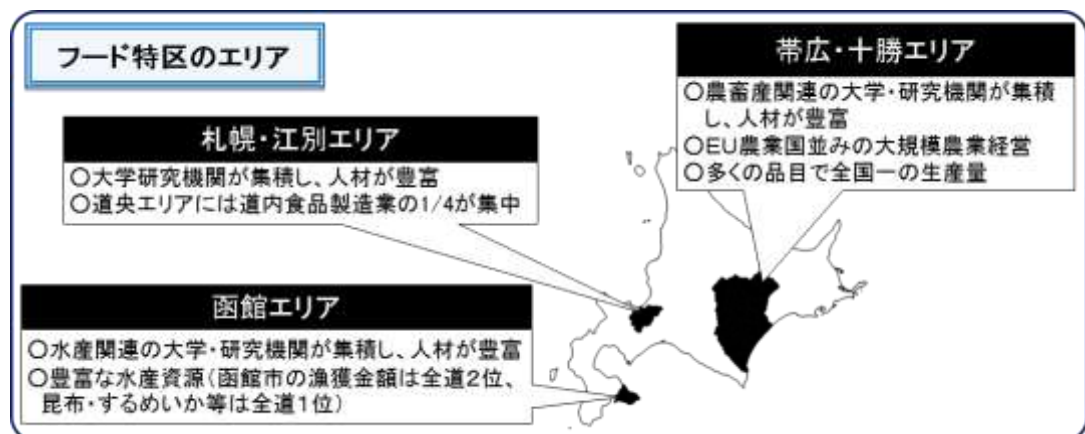 フード特区のエリア
帯広・十勝エリア
○農畜産関連の大学・研究機関が集積
し、人材が豊富
○EU農業国並みの大規模農業経営
○多くの品目で全国一の生産量
札幌・江別エリア
○大学研究機関が集積し、人材が豊富
○道央エリアには道内食品製造業の1/4が集中
函館エリア
○水産関連の大学・研究機関が集積し、人材が豊富
○豊富な水産資源(函館市の漁獲金額は全道2位、
昆布・するめいか等は全道1位)